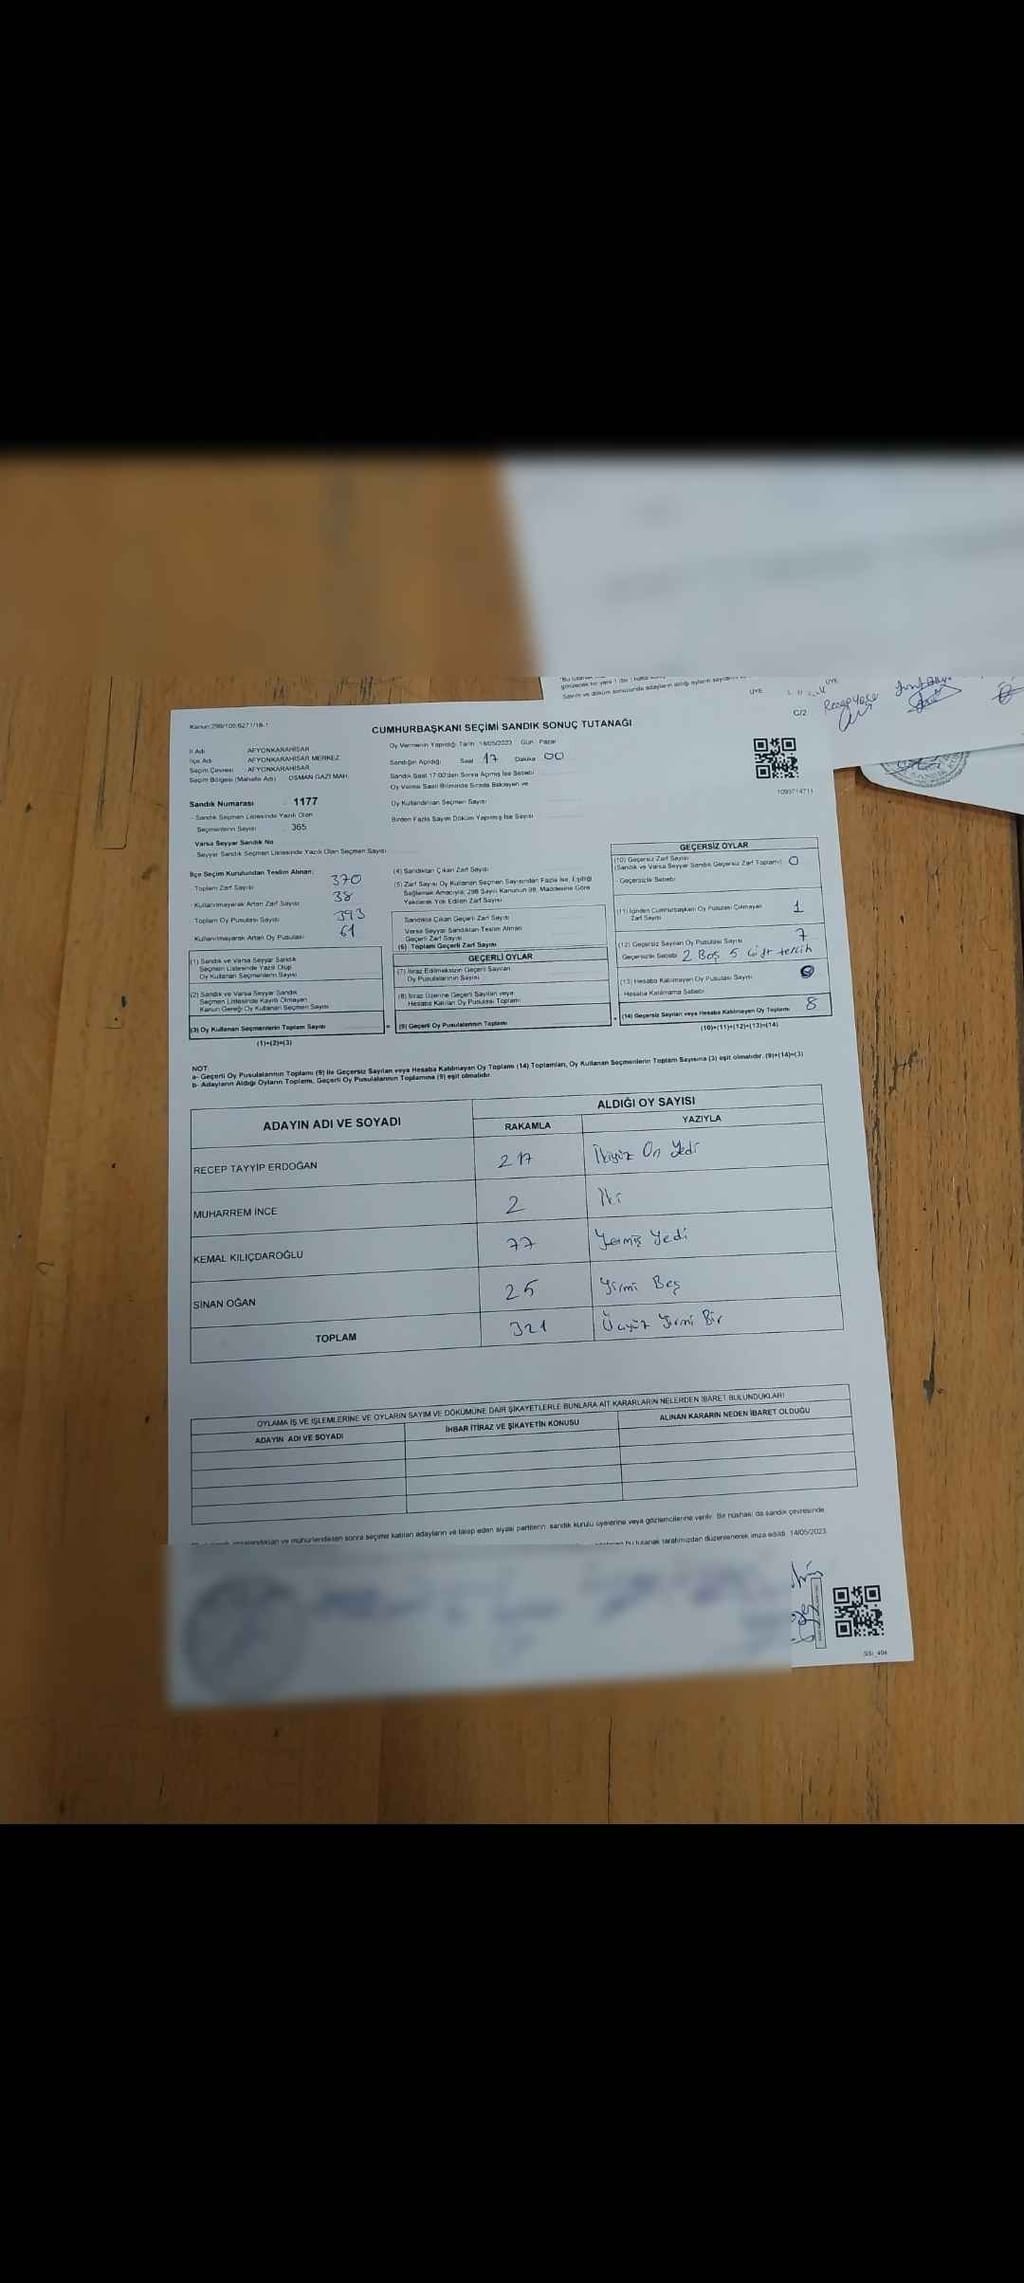 Sayım ve döküm sonucunda adayların aldığı oyların sayıları
ÜYE
ÜYE
C/2
Kanun:298/105;6271/18-1
CUMHURBAŞKANI SEÇİMİ SANDIK SONUÇ TUTANAĞI
İl Adı AFYONKARAHİSAR
İlçe Adı AFYONKARAHİSAR MERKEZ
Seçim Çevresi AFYONKARAHİSAR
Seçim Bölgesi (Mahalle Adı) OSMAN GAZİ MAH.
Sandık Numarası 1177
- Sandık Seçmen Listesinde Yazılı Olan
Seçmenlerin Sayısı 365
Varsa Seyyar Sandık No
Seyyar Sandık Seçmen Listesinde Yazılı Olan Seçmen Sayısı
Oy Vermenin Yapıldığı Tarih Gün Pazar
Sandığın Açıldığı Saat 17 Dakika 00
Sandık Saat 17:00'den Sonra Açılmış İse Sebebi
Oy Verme Saati Bitiminde Sırada Bekleyen ve
Oy Kullandırılan Seçmen Sayısı
Birden Fazla Sayım Döküm Yapılmış İse Sayısı
1093714711
İlçe Seçim Kurulundan Teslim Alınan;
- Toplam Zarf Sayısı 370
- Kullanılmayarak Artan Zarf Sayısı 38
- Toplam Oy Pusulası Sayısı 393
- Kullanılmayarak Artan Oy Pusulası 61
(1) Sandık ve Varsa Seyyar Sandık
Seçmen Listesinde Yazılı Olup
Oy Kullanan Seçmenlerin Sayısı
(2) Sandık ve Varsa Seyyar Sandık
Seçmen Listesinde Kayıtlı Olmayan
Kanun Gereği Oy Kullanan Seçmen Sayısı
(3) Oy Kullanan Seçmenlerin Toplam Sayısı
(1)+(2)=(3)
(4) Sandıktan Çıkan Zarf Sayısı
(5) Zarf Sayısı Oy Kullanan Seçmen Sayısından Fazla İse, Eşitliği
Sağlamak Amacıyla, 298 Sayılı Kanunun 98. Maddesine Göre
Yakılarak Yok Edilen Zarf Sayısı
Sandıkta Çıkan Geçerli Zarf Sayısı
Varsa Seyyar Sandıktan Teslim Alınan
Geçerli Zarf Sayısı
(6) Toplam Geçerli Zarf Sayısı
GEÇERLİ OYLAR
(7) İtiraz Edilmeksizin Geçerli Sayılan
Oy Pusulalarının Sayısı
(8) İtiraz Üzerine Geçerli Sayılan veya
Hesaba Katılan Oy Pusulası Toplamı
(9) Geçerli Oy Pusulalarının Toplamı
GEÇERSİZ OYLAR
(10) Geçersiz Zarf Sayısı 0
(Sandık ve Varsa Seyyar Sandık Geçersiz Zarf Toplamı)
Geçersizlik Sebebi
(11) İçinden Cumhurbaşkanı Oy Pusulası Çıkmayan 1
Zarf Sayısı
(12) Geçersiz Sayılan Oy Pusulası Sayısı 7
Geçersizlik Sebebi 2 Boş 5 Çift tercih
(13) Hesaba Katılmayan Oy Pusulası Sayısı
Hesaba Katılmama Sebebi
(14) Geçersiz Sayılan veya Hesaba Katılmayan Oy Toplamı 8
(10)+(11)+(12)+(13)=(14)
NOT
a- Geçerli Oy Pusulalarının Toplamı (9) ile Geçersiz Sayılan veya Hesaba Katılmayan Oy Toplamı (14) Toplamları, Oy Kullanan Seçmenlerin Toplam Sayısına (3) eşit olmalıdır. (9)+(14)=(3)
b- Adayların Aldığı Oyların Toplamı, Geçerli Oy Pusulalarının Toplamına (9) eşit olmalıdır.
ADAYIN ADI VE SOYADI
ALDIĞI OY SAYISI
RAKAMLA YAZIYLA
RECEP TAYYİP ERDOĞAN 217 İkiyüz On Yedi
MUHARREM İNCE 2 İki
KEMAL KILIÇDAROĞLU 77 Yetmiş Yedi
SİNAN OĞAN 25 Yirmi Beş
TOPLAM 321 Üçyüz Yirmi Bir
OYLAMA İŞ VE İŞLEMLERİNE VE OYLARIN SAYIM VE DÖKÜMÜNE DAİR ŞİKAYETLERLE BUNLARA AİT KARARLARIN NELERDEN İBARET BULUNDUKLARI
ADAYIN ADI VE SOYADI İHBAR İTİRAZ VE ŞİKAYETİN KONUSU ALINAN KARARIN NEDEN İBARET OLDUĞU
imzalandıktan ve mühürlendikten sonra seçime katılan adayların ve talep eden siyasi partilerin sandık kurulu üyelerine veya gözlemcilerine verilir. Bir nüshası da sandık çevresinde
bu tutanak tarafımızdan düzenlenerek imza edildi. 14/05/2023